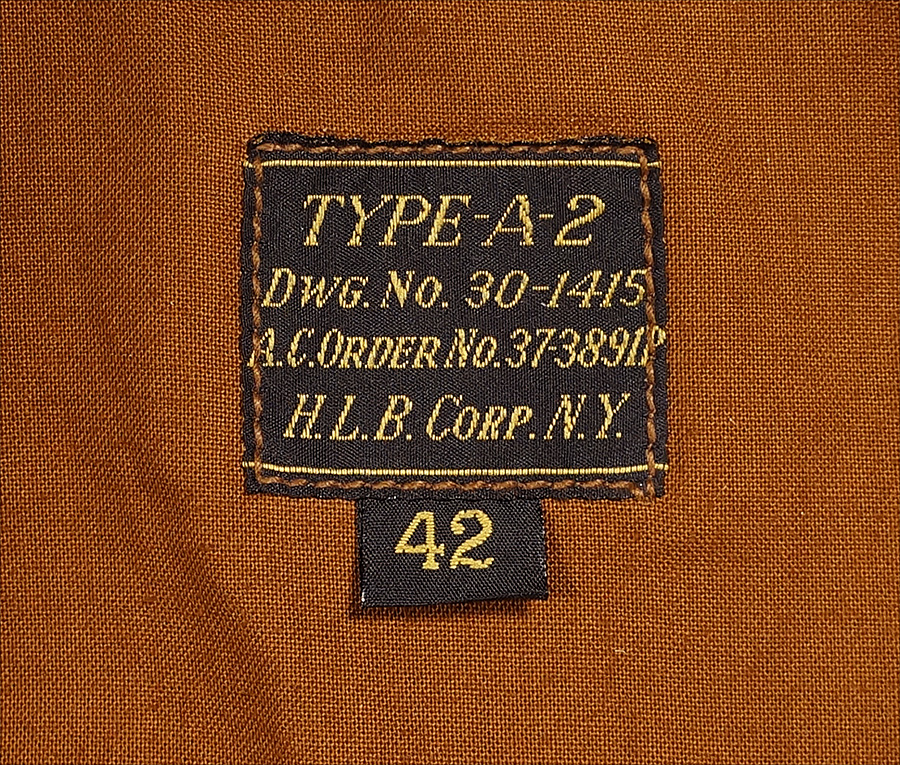 TYPE-A-2
DWG. NO. 30-1415
A.C. ORDER NO. 37-3891P
H.L.B. CORP. N.Y.
42